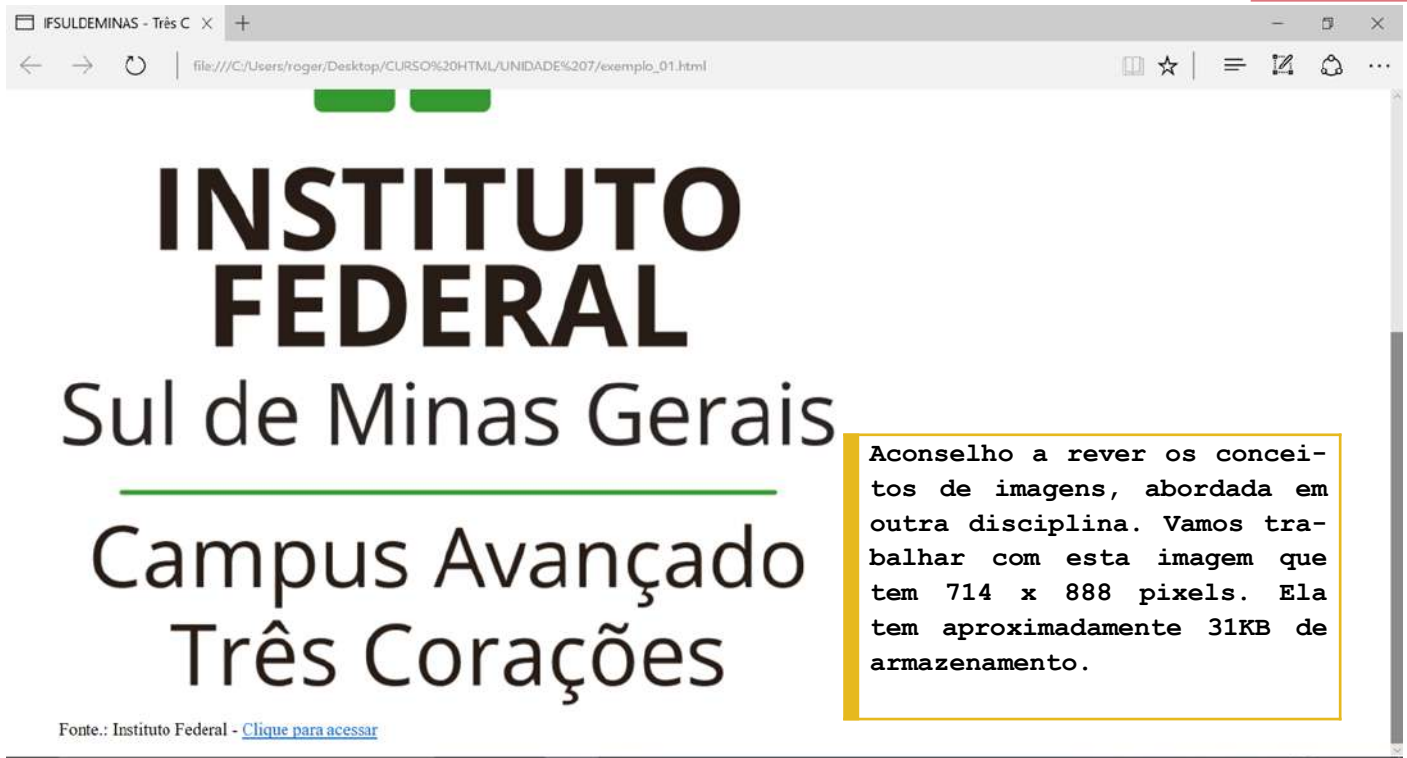 IFSULDEMINAS - Três C
file:///C:/Users/roger/Desktop/CURSO%20HTML/UNIDADE%207/exemplo_01.html
INSTITUTO
FEDERAL
Sul de Minas Gerais
Campus Avançado
Três Corações
Fonte.: Instituto Federal - Clique para acessar
Aconselho a rever os concei-
tos de imagens, abordada em
outra disciplina. Vamos tra-
balhar com esta imagem que
tem 714 x 888 pixels. Ela
tem aproximadamente 31KB de
armazenamento.